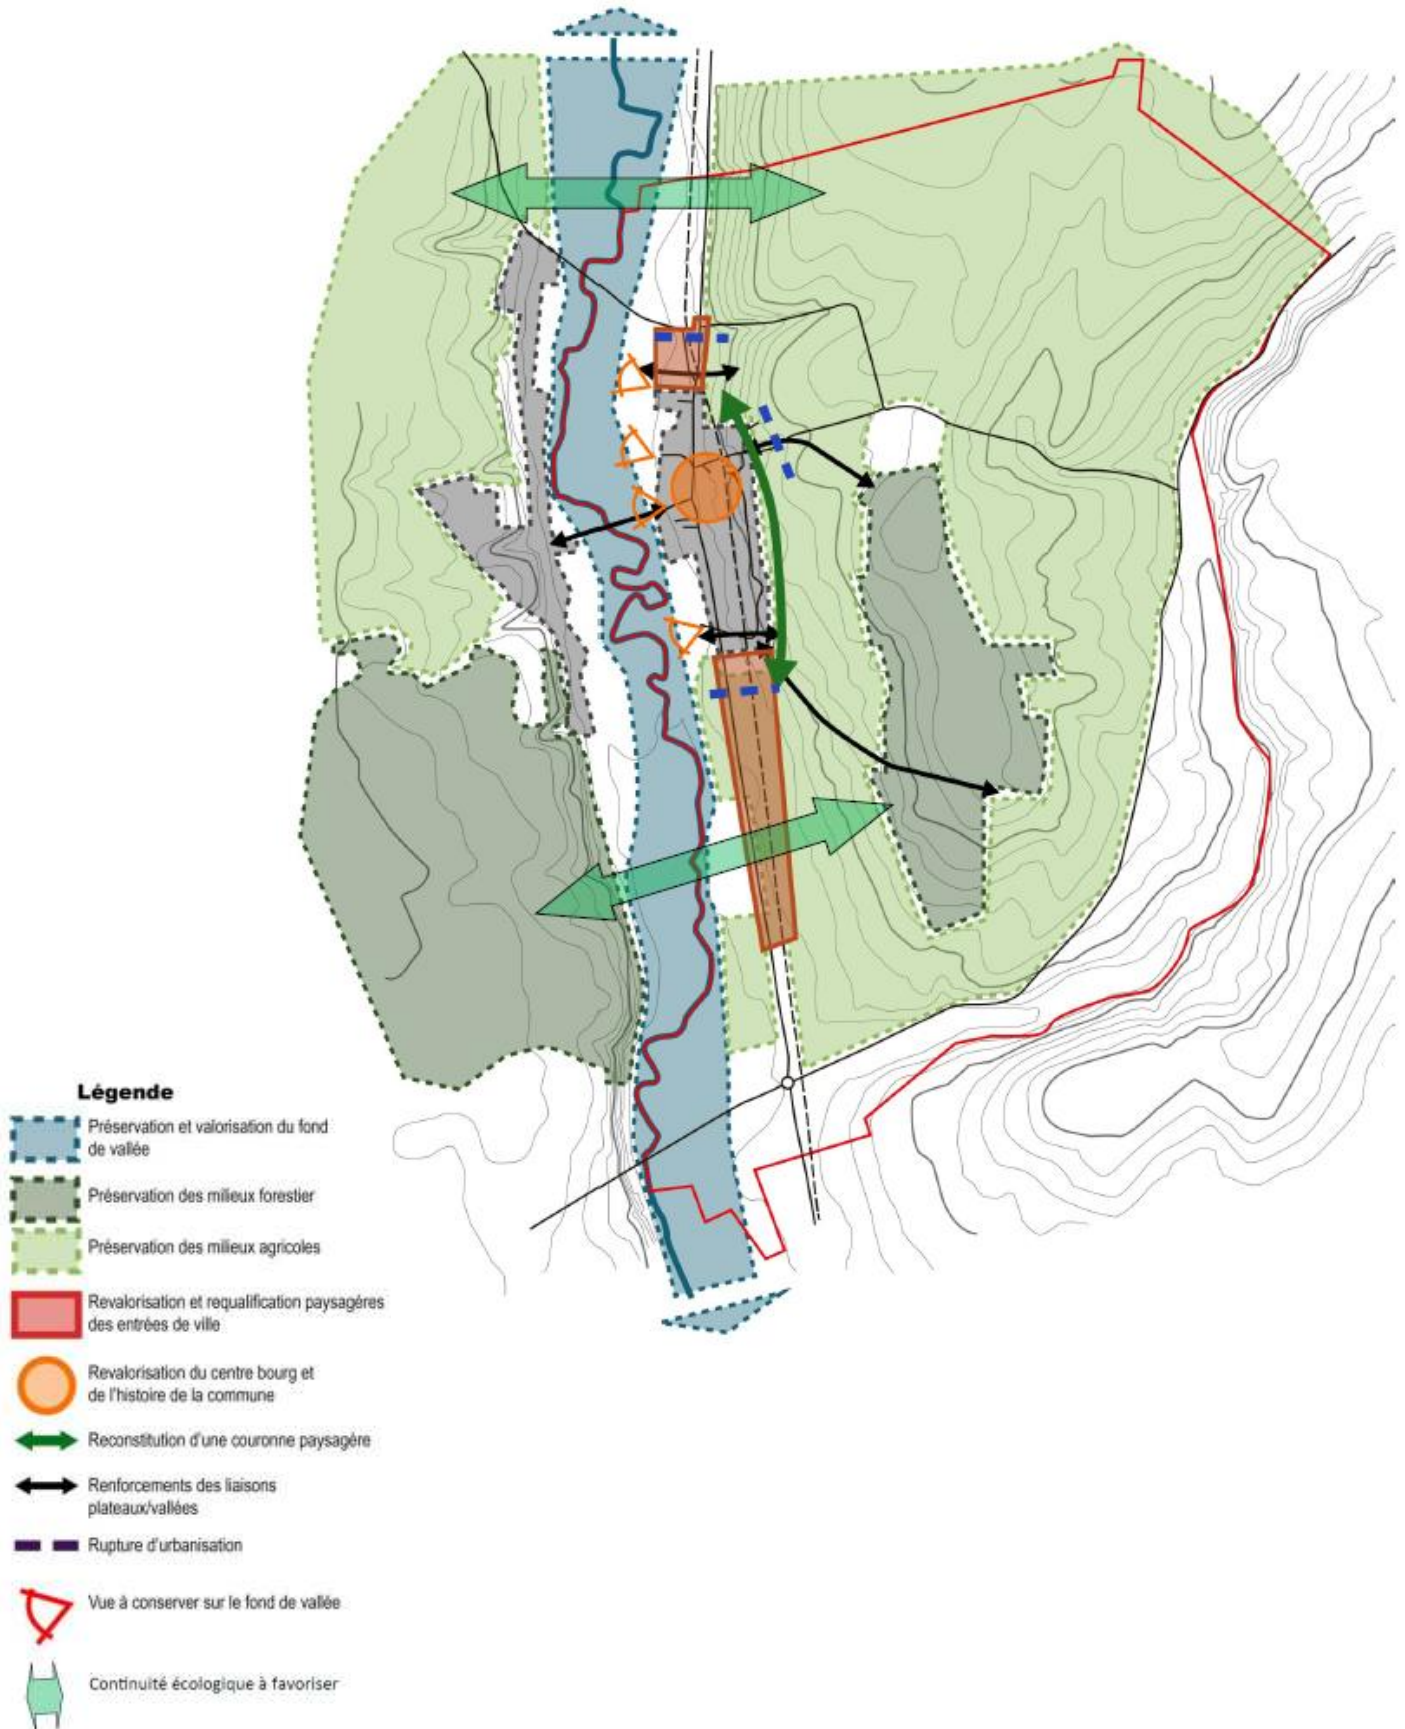 Légende
Préservation et valorisation du fond
de vallée
Préservation des milieux forestier
Préservation des milieux agricoles
Revalorisation et requalification paysagères
des entrées de ville
Revalorisation du centre bourg et
de l'histoire de la commune
Reconstitution d'une couronne paysagère
Renforcements des liaisons
plateaux/vallées
Rupture d'urbanisation
Vue à conserver sur le fond de vallée
Continuité écologique à favoriser